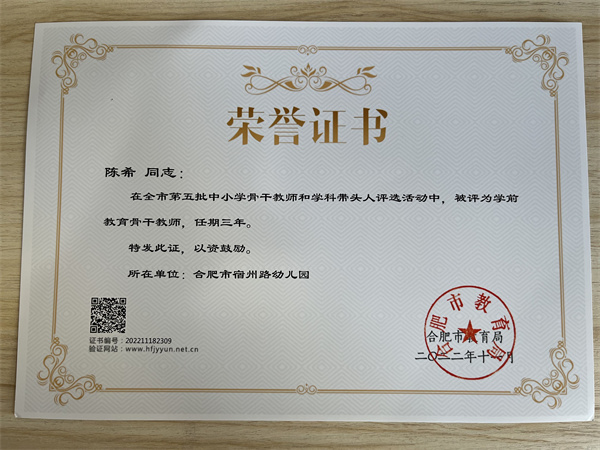 荣誉证书
陈希 同志：
在全市第五批中小学骨干教师和学科带头人评选活动中，被评为学前
教育骨干教师，任期三年。
特发此证，以资鼓励。
所在单位：合肥市宿州路幼儿园
证书编号：202211182309
验证网站：www.hfjyyun.net.cn
合肥市教育局
合肥市教育局
二〇二二年十一月